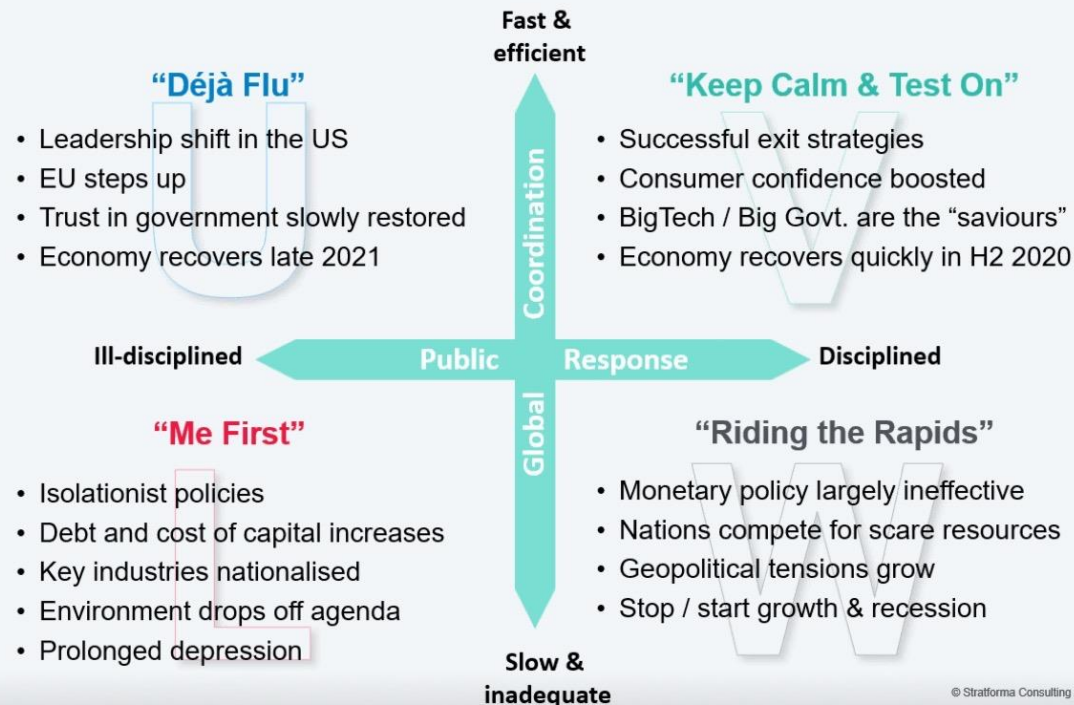 Fast &
efficient
“Déjà Flu”
• Leadership shift in the US
• EU steps up
• Trust in government slowly restored
• Economy recovers late 2021
U
“Keep Calm & Test On”
• Successful exit strategies
• Consumer confidence boosted
• BigTech / Big Govt. are the “saviours”
• Economy recovers quickly in H2 2020
V
Ill-disciplined
Public Response
Disciplined
Global Coordination
“Me First”
• Isolationist policies
• Debt and cost of capital increases
• Key industries nationalised
• Environment drops off agenda
• Prolonged depression
L
“Riding the Rapids”
• Monetary policy largely ineffective
• Nations compete for scare resources
• Geopolitical tensions grow
• Stop / start growth & recession
W
Slow &
inadequate
© Stratforma Consulting